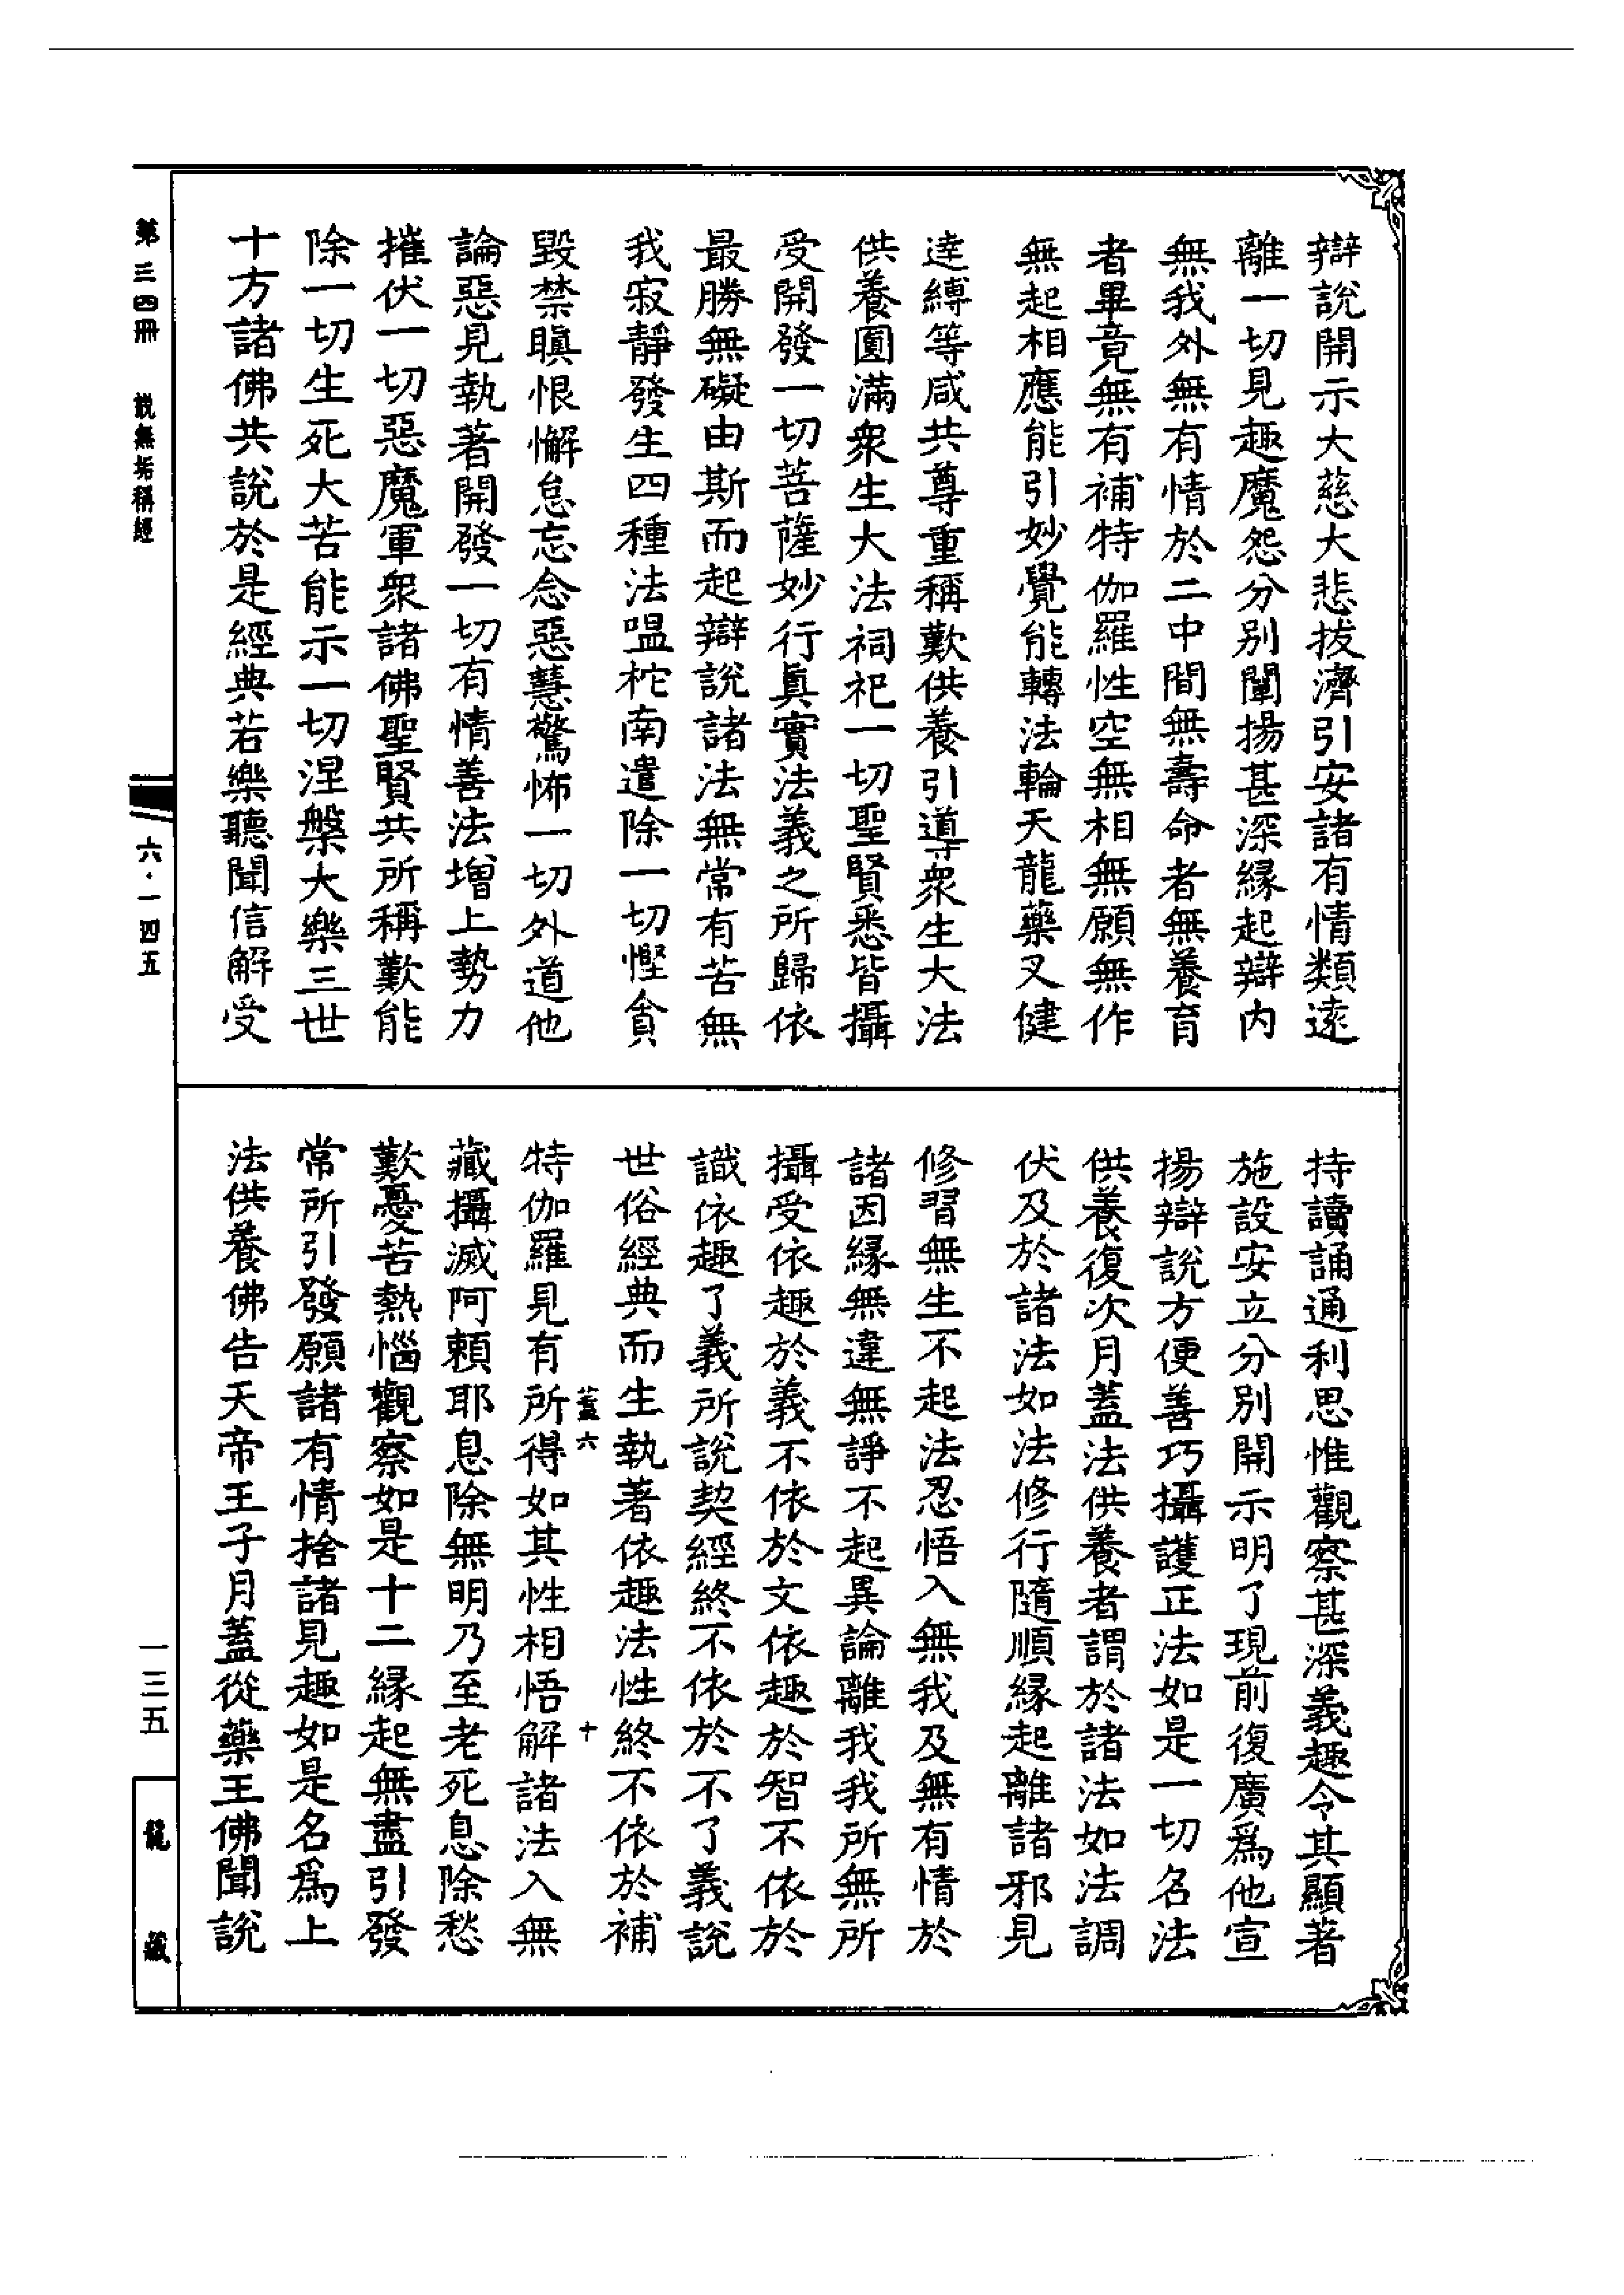 辯說開示大慈大悲拔濟引安諸有情類遠
離一切見趣魔怨分別闡揚甚深緣起辯內
無我外無有情於二中間無壽命者無養育
者畢竟無有補特伽羅性空無相無願無作
無起相應能引妙覺能轉法輪天龍藥叉健
達縛等咸共尊重稱歎供養引導眾生大法
供養圓滿眾生大法祠祀一切聖賢悉皆攝
受開發一切菩薩妙行眞實法義之所歸依
最勝無礙由斯而起辯說諸法無常有苦無
我寂靜發生四種法嗢柁南遣除一切慳貪
毀禁瞋恨懈怠忘念惡慧驚怖一切外道他
論惡見執著開發一切有情善法增上勢力
摧伏一切惡魔軍衆諸佛聖賢共所稱歎能
除一切生死大苦能示一切涅槃大樂三世
十方諸佛共說於是經典若樂聽聞信解受
持讀誦通利思惟觀察甚深義趣令其顯著
施設安立分別開示明了現前復廣爲他宣
揚辯說方便善巧攝護正法如是一切名法
供養復次月蓋法供養者謂於諸法如法調
伏及於諸法如法修行隨順緣起離諸邪見
修習無生不起法忍悟入無我及無有情於
諸因緣無違無諍不起異論離我我所無所
攝受依趣於義不依於文依趣於智不依於
識依趣了義所說契經終不依於不了義說
世俗經典而生執著依趣法性終不依於補
蓋六 十
特伽羅見有所得如其性相悟解諸法入無
藏攝滅阿賴耶息除無明乃至老死息除愁
歎憂苦熱惱觀察如是十二緣起無盡引發
常所引發願諸有情捨諸見趣如是名爲上
法供養佛告天帝王子月蓋從藥王佛聞說
第三四冊 説無垢稱經
六·一四五
一三五
龍藏